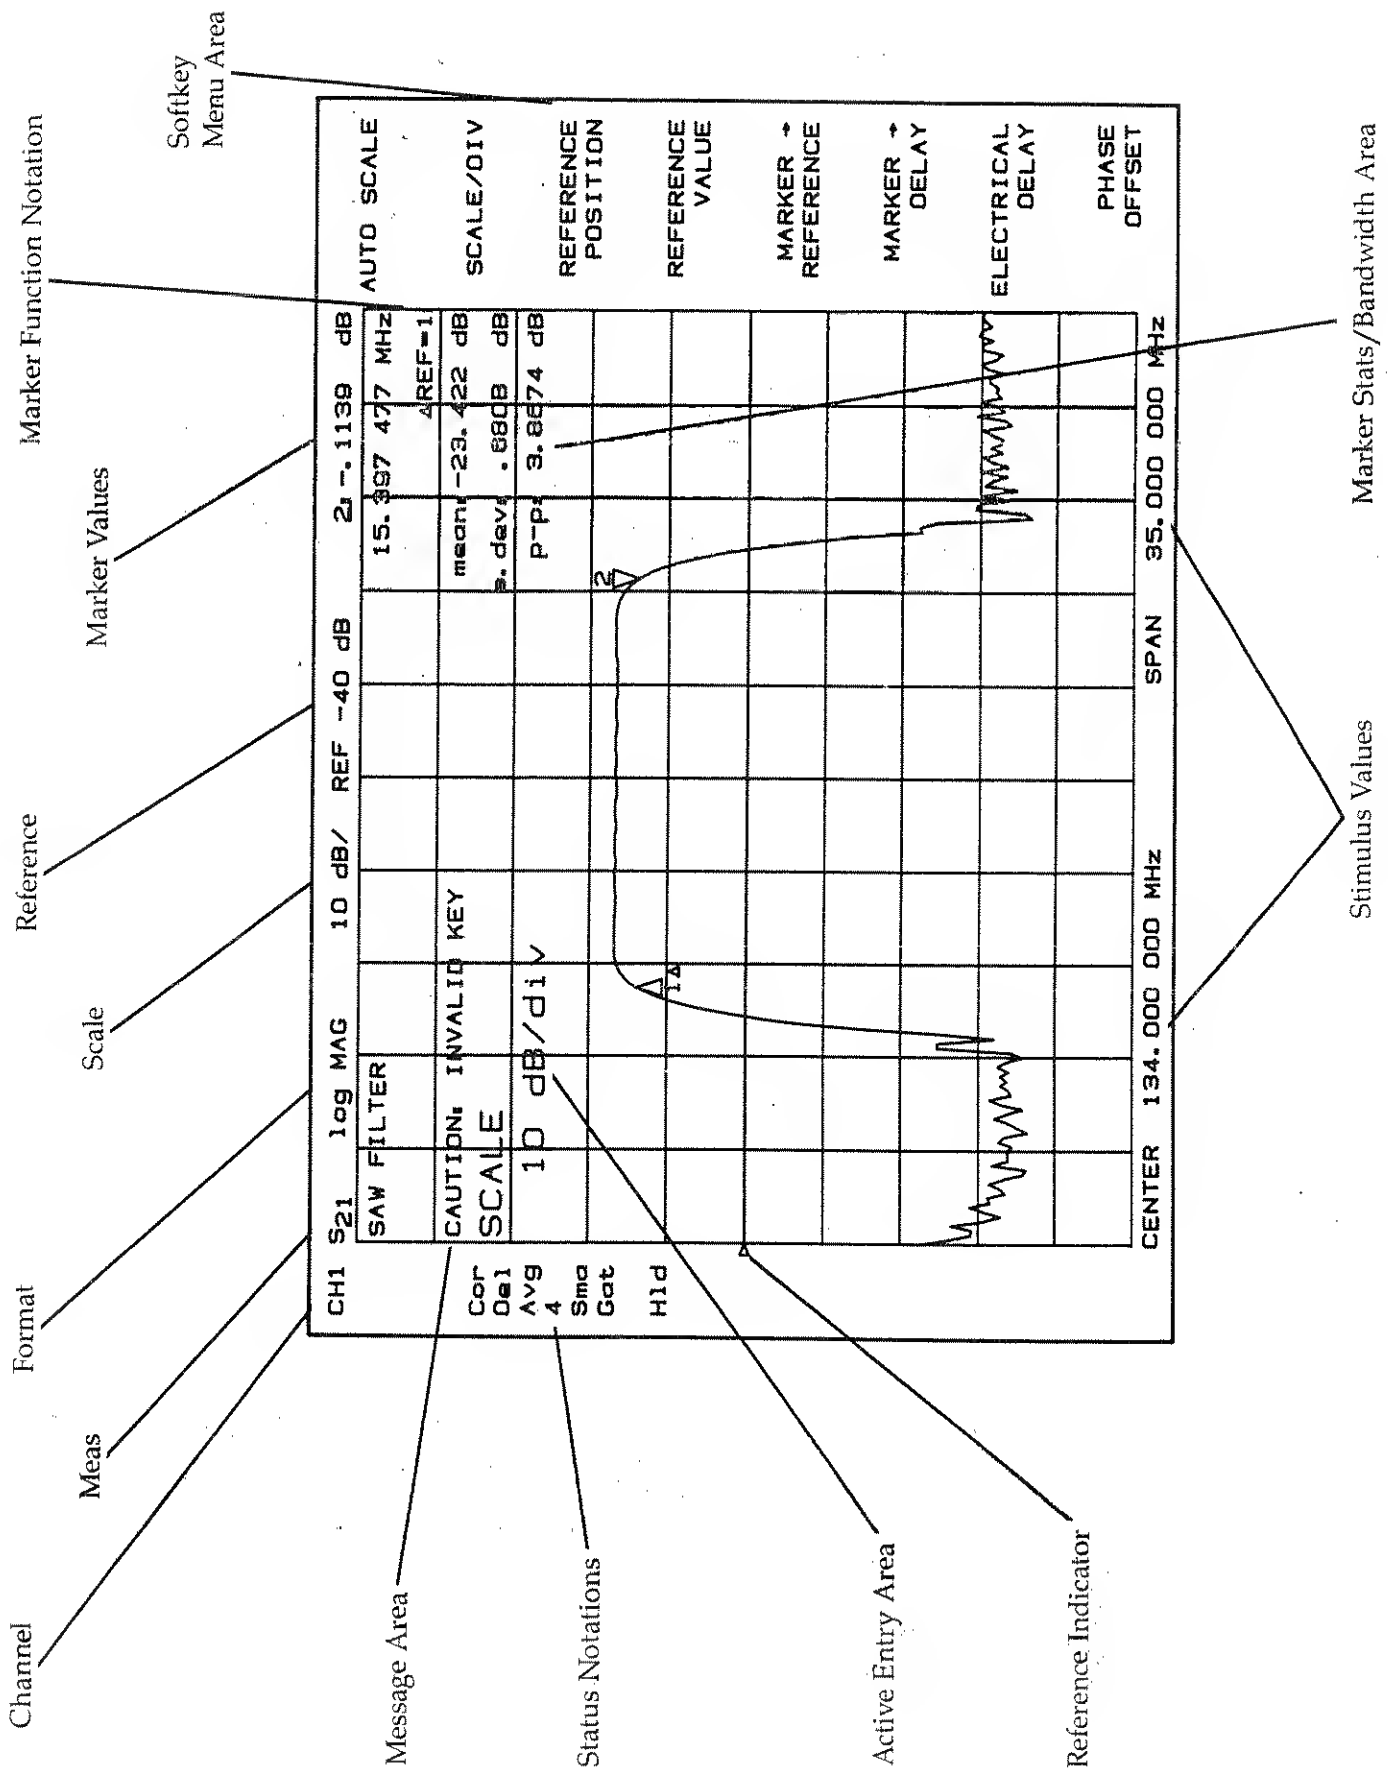 Channel
Meas
Format
Scale
Reference
Marker Values
Marker Function Notation
Softkey
Menu Area
CH1 S21 log MAG 10 dB/ REF -40 dB 2: -.1139 dB
SAW FILTER
15.397 477 MHz
CAUTION: INVALID KEY
SCALE
10 dB/div
ΔREF=1
mean: -23.422 dB
s.dev: .6808 dB
p-p: 3.8674 dB
Cor
Del
Avg
4
Sma
Gat
Hld
2
1
AUTO SCALE
SCALE/DIV
REFERENCE
POSITION
REFERENCE
VALUE
MARKER →
REFERENCE
MARKER →
DELAY
ELECTRICAL
DELAY
PHASE
OFFSET
CENTER 134.000 000 MHz SPAN 35.000 000 MHz
Message Area
Status Notations
Active Entry Area
Reference Indicator
Stimulus Values
Marker Stats/Bandwidth Area